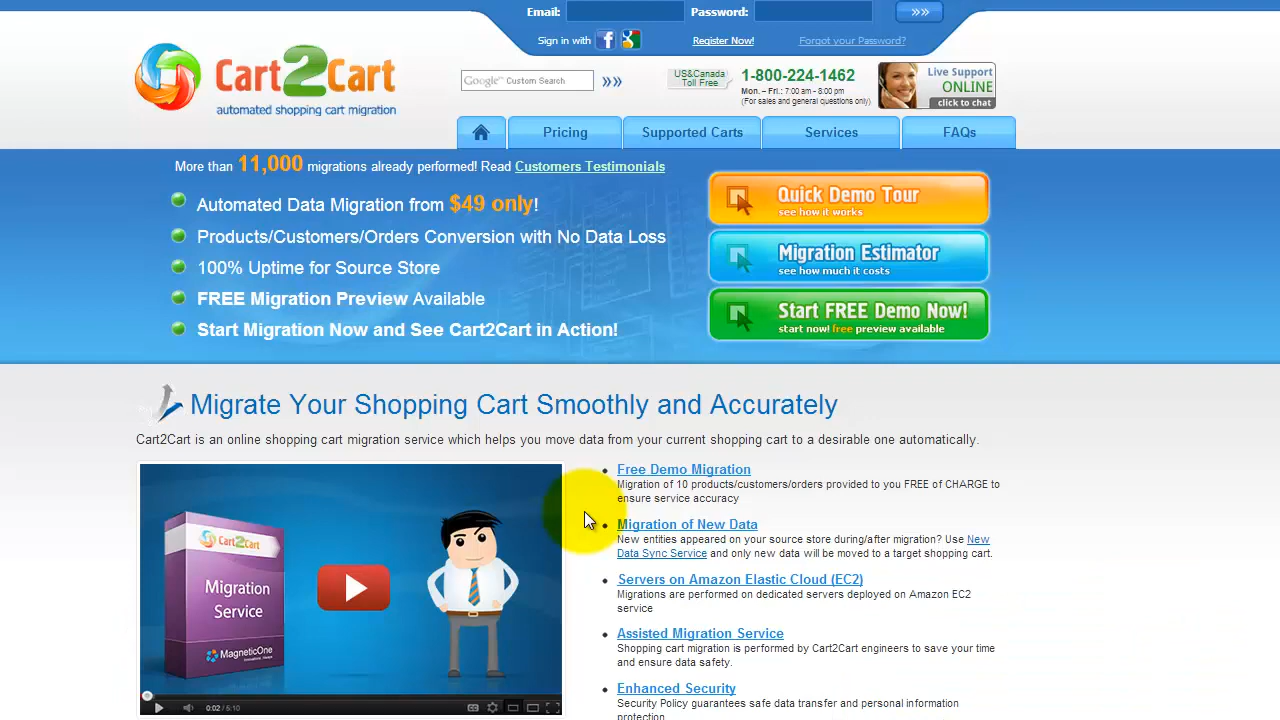 Email: Password: »»
Sign in with f g Register Now! Forgot your Password?
Cart2Cart
automated shopping cart migration
Google™ Custom Search »»
US&Canada
Toll Free
1-800-224-1462
Mon. – Fri.: 7:00 am - 8:00 pm
(For sales and general questions only)
Live Support
ONLINE
click to chat
Pricing Supported Carts Services FAQs
More than 11,000 migrations already performed! Read Customers Testimonials
Automated Data Migration from $49 only!
Products/Customers/Orders Conversion with No Data Loss
100% Uptime for Source Store
FREE Migration Preview Available
Start Migration Now and See Cart2Cart in Action!
Quick Demo Tour
see how it works
Migration Estimator
see how much it costs
Start FREE Demo Now!
start now! free preview available
Migrate Your Shopping Cart Smoothly and Accurately
Cart2Cart is an online shopping cart migration service which helps you move data from your current shopping cart to a desirable one automatically.
Cart2Cart
Migration
Service
MagneticOne
0:02 / 5:10
Free Demo Migration
Migration of 10 products/customers/orders provided to you FREE of CHARGE to
ensure service accuracy
Migration of New Data
New entities appeared on your source store during/after migration? Use New
Data Sync Service and only new data will be moved to a target shopping cart.
Servers on Amazon Elastic Cloud (EC2)
Migrations are performed on dedicated servers deployed on Amazon EC2
service
Assisted Migration Service
Shopping cart migration is performed by Cart2Cart engineers to save your time
and ensure data safety.
Enhanced Security
Security Policy guarantees safe data transfer and personal information
protection